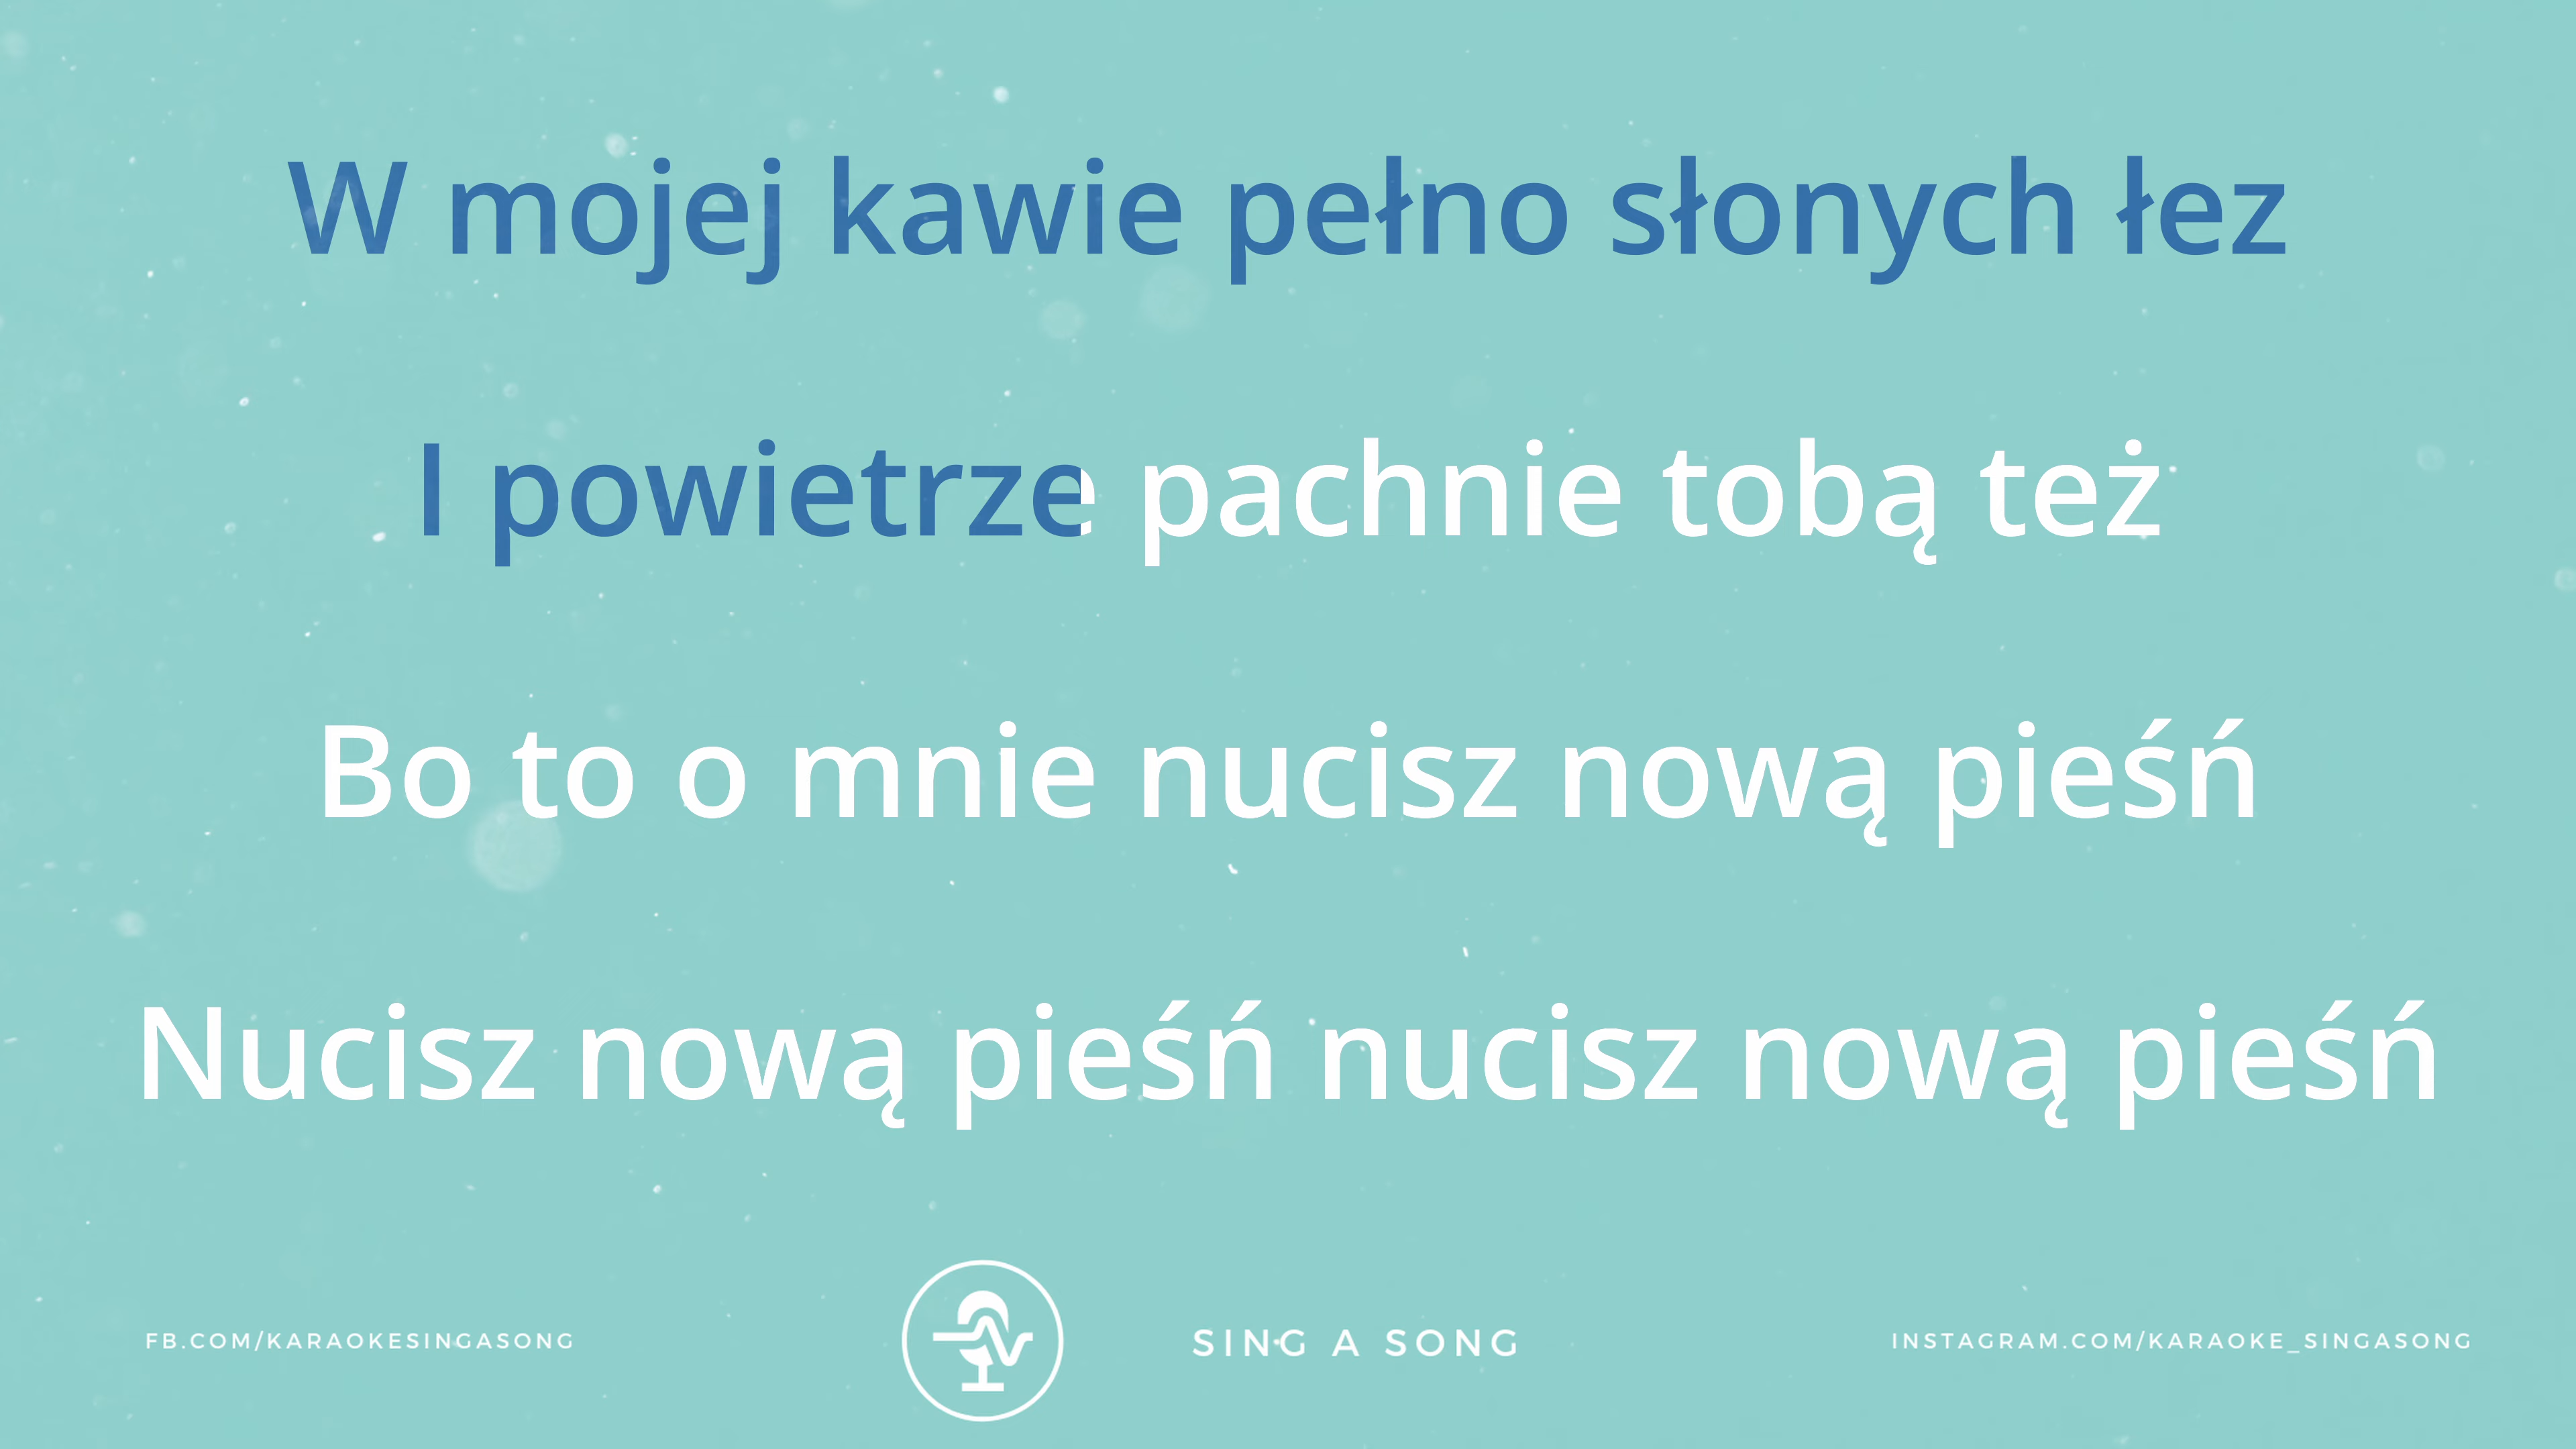 W mojej kawie pełno słonych łez
I powietrze pachnie tobą też
Bo to o mnie nucisz nową pieśń
Nucisz nową pieśń nucisz nową pieśń
FB.COM/KARAOKESINGASONG
SING A SONG
INSTAGRAM.COM/KARAOKE_SINGASONG